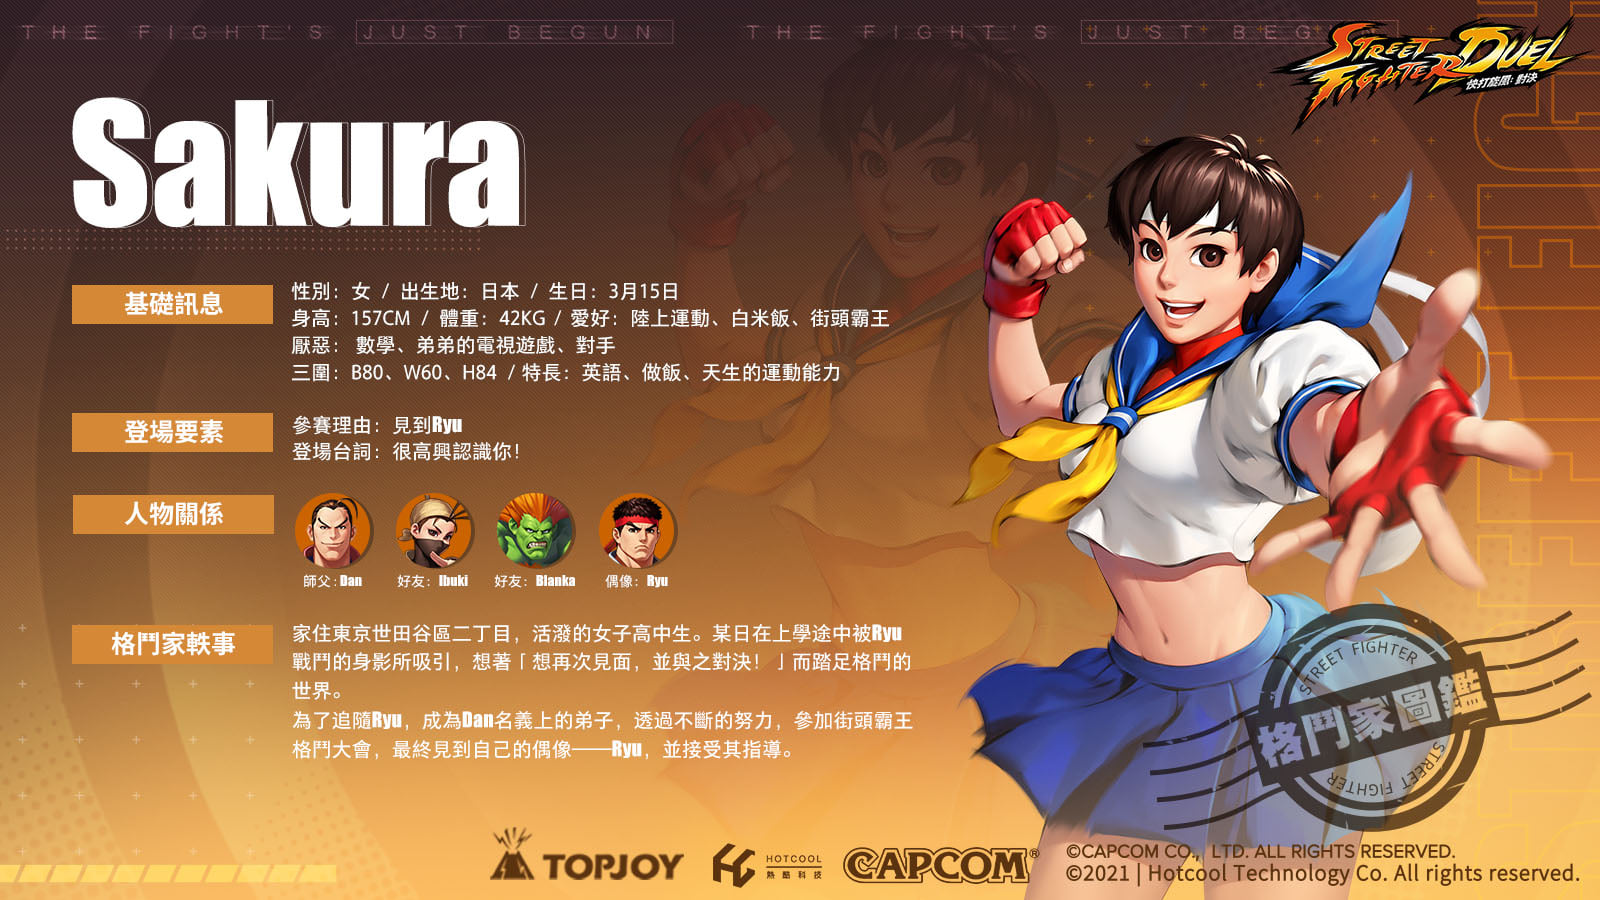 THE FIGHT'S JUST BEGUN THE FIGHT'S JUST BEG
STREET FIGHTER DUEL
快打旋風:對決
Sakura
基礎訊息
性別：女 / 出生地：日本 / 生日：3月15日
身高：157CM / 體重：42KG / 愛好：陸上運動、白米飯、街頭霸王
厭惡： 數學、弟弟的電視遊戲、對手
三圍：B80、W60、H84 / 特長：英語、做飯、天生的運動能力
登場要素
參賽理由：見到Ryu
登場台詞：很高興認識你！
人物關係
師父：Dan
好友：Ibuki
好友：Blanka
偶像：Ryu
格鬥家軼事
家住東京世田谷區二丁目，活潑的女子高中生。某日在上學途中被Ryu
戰鬥的身影所吸引，想著「想再次見面，並與之對決！」而踏足格鬥的
世界。
為了追隨Ryu，成為Dan名義上的弟子，透過不斷的努力，參加街頭霸王
格鬥大會，最終見到自己的偶像——Ryu，並接受其指導。
STREET FIGHTER
格鬥家圖鑑
STREET FIGHTER
TOPJOY
HOTCOOL
熱酷科技
CAPCOM®
©CAPCOM CO., LTD. ALL RIGHTS RESERVED.
©2021 | Hotcool Technology Co. All rights reserved.